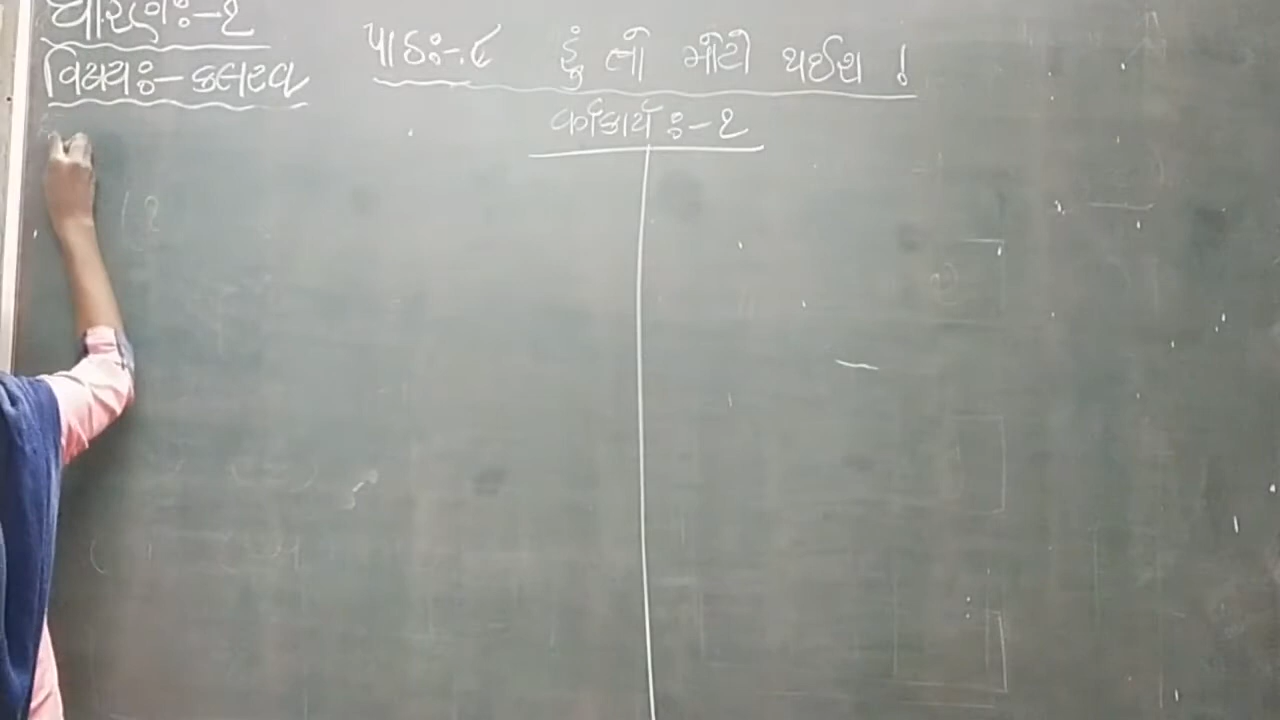 ધોરણઃ-૨
વિષયઃ-કલરવ
પાઠઃ-૮ હું તો મોટી થઈશ !
વર્ગકાર્યઃ-૨